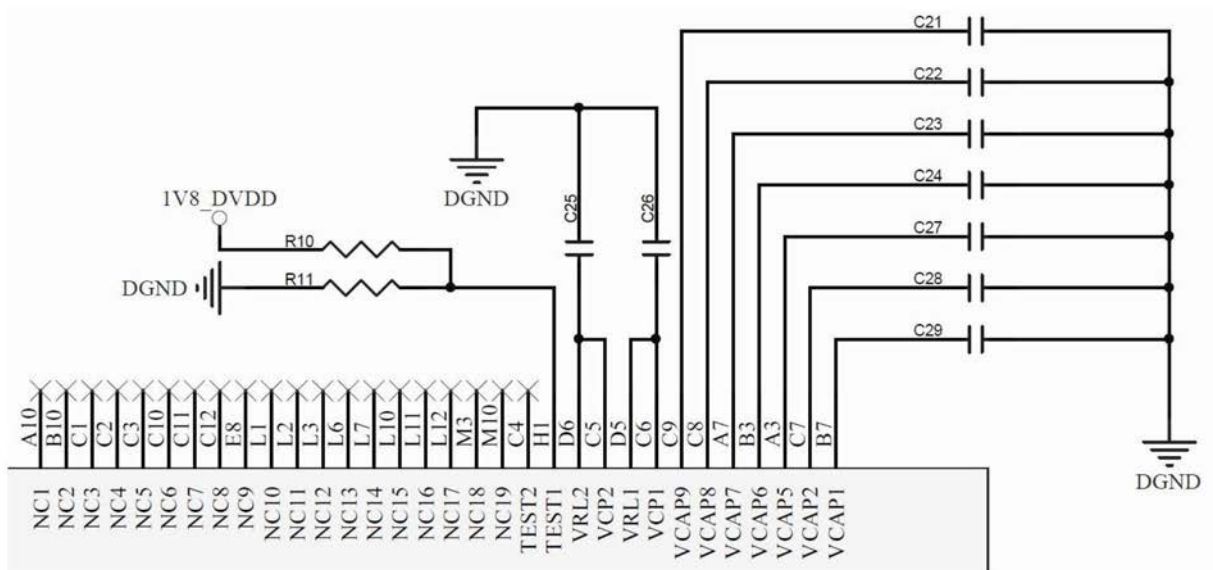 C21
C22
C23
C24
C27
C28
C29
C25
C26
DGND
1V8_DVDD
R10
R11
DGND
DGND
A10
B10
C1
C2
C3
C10
C11
C12
E8
L1
L2
L3
L6
L7
L10
L11
L12
M3
M10
C4
H1
D6
C5
D5
C6
C9
C8
A7
B3
A3
C7
B7
NC1
NC2
NC3
NC4
NC5
NC6
NC7
NC8
NC9
NC10
NC11
NC12
NC13
NC14
NC15
NC16
NC17
NC18
NC19
TEST2
TEST1
VRL2
VCP2
VRL1
VCP1
VCAP9
VCAP8
VCAP7
VCAP6
VCAP5
VCAP2
VCAP1